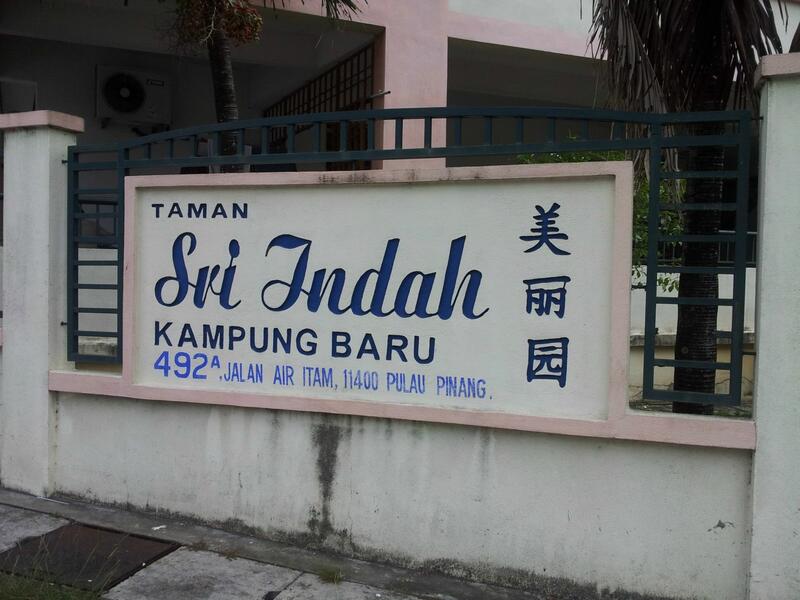 TAMAN
Sri Indah
KAMPUNG BARU
492A, JALAN AIR ITAM, 11400 PULAU PINANG.
美丽园